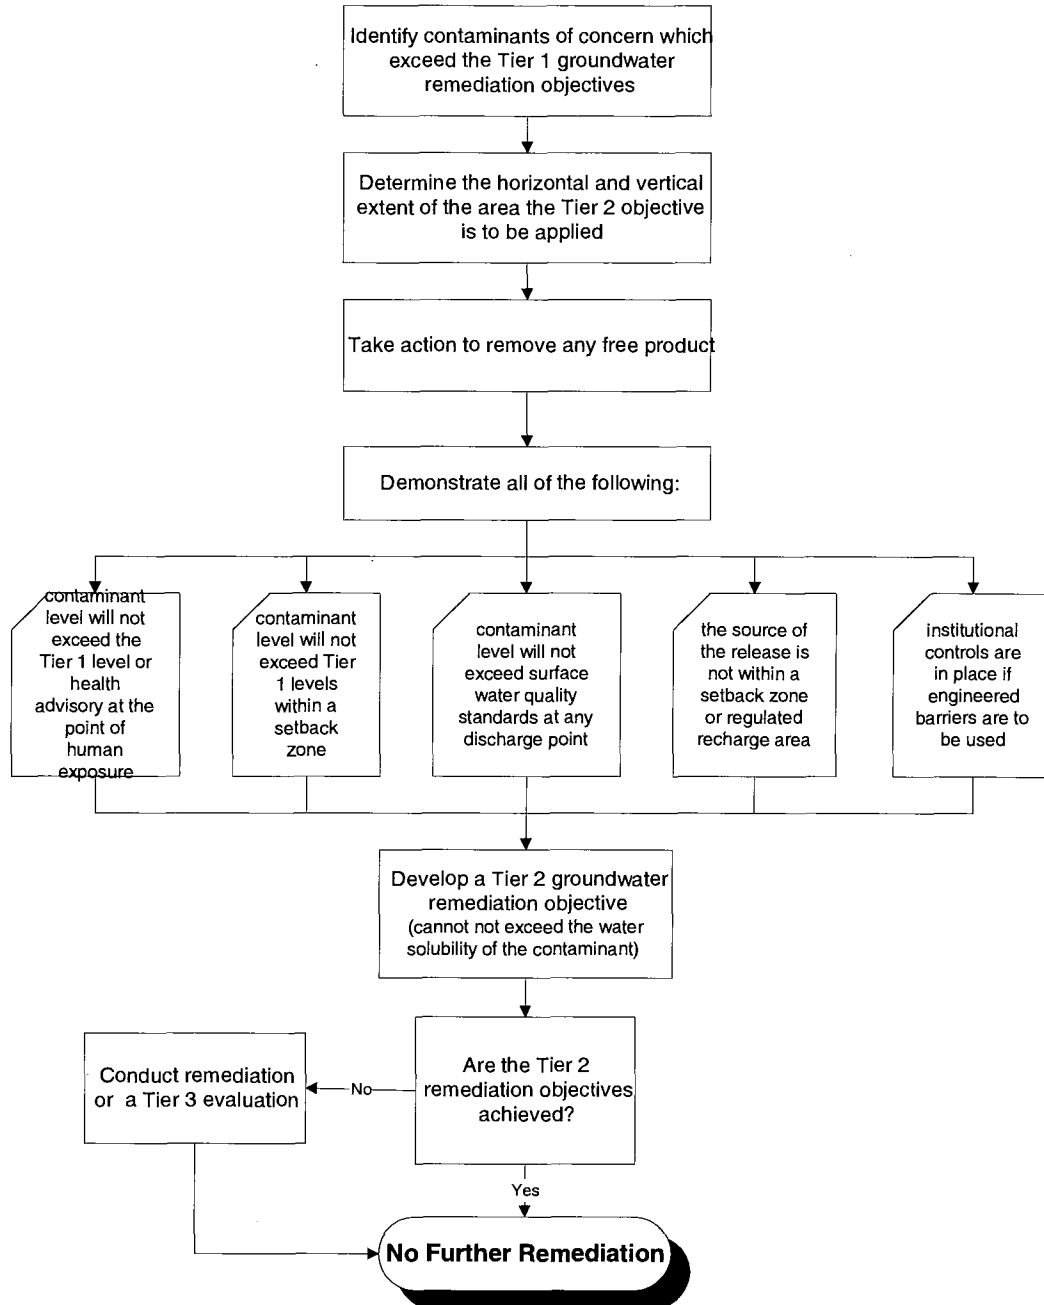 Identify contaminants of concern which
exceed the Tier 1 groundwater
remediation objectives
Determine the horizontal and vertical
extent of the area the Tier 2 objective
is to be applied
Take action to remove any free product
Demonstrate all of the following:
contaminant
level will not
exceed the
Tier 1 level or
health
advisory at the
point of
human
exposure
contaminant
level will not
exceed Tier
1 levels
within a
setback
zone
contaminant
level will not
exceed surface
water quality
standards at any
discharge point
the source of
the release is
not within a
setback zone
or regulated
recharge area
institutional
controls are
in place if
engineered
barriers are to
be used
Develop a Tier 2 groundwater
remediation objective
(cannot not exceed the water
solubility of the contaminant)
Are the Tier 2
remediation objectives
achieved?
No
Conduct remediation
or a Tier 3 evaluation
Yes
No Further Remediation